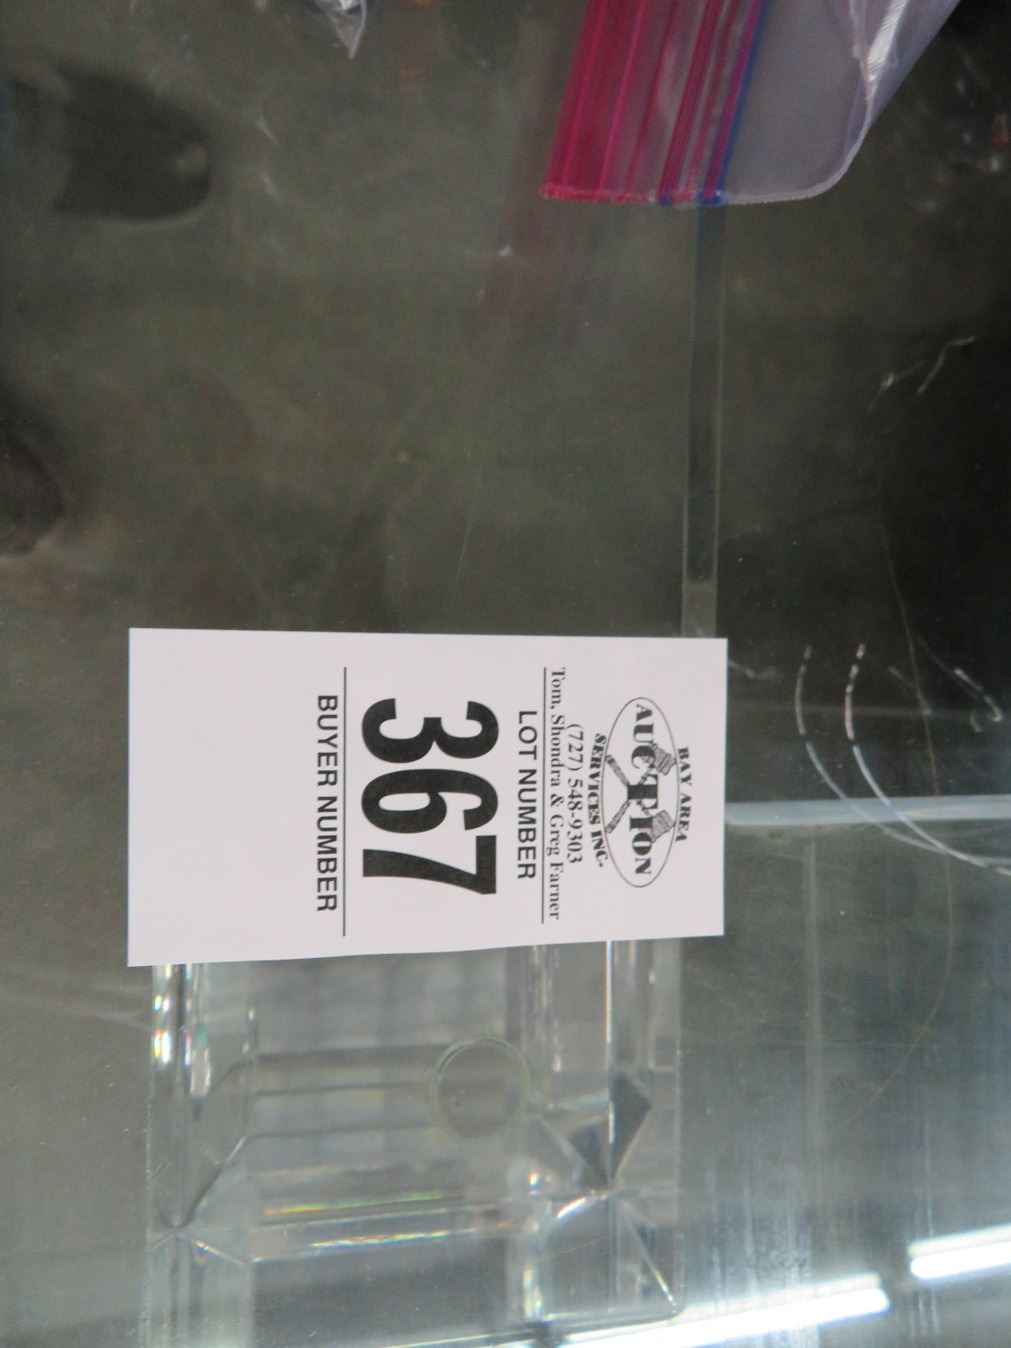 BAY AREA
AUCTION
SERVICES INC.
(727) 548-9303
Tom, Shondra & Greg Farner
LOT NUMBER
367
BUYER NUMBER